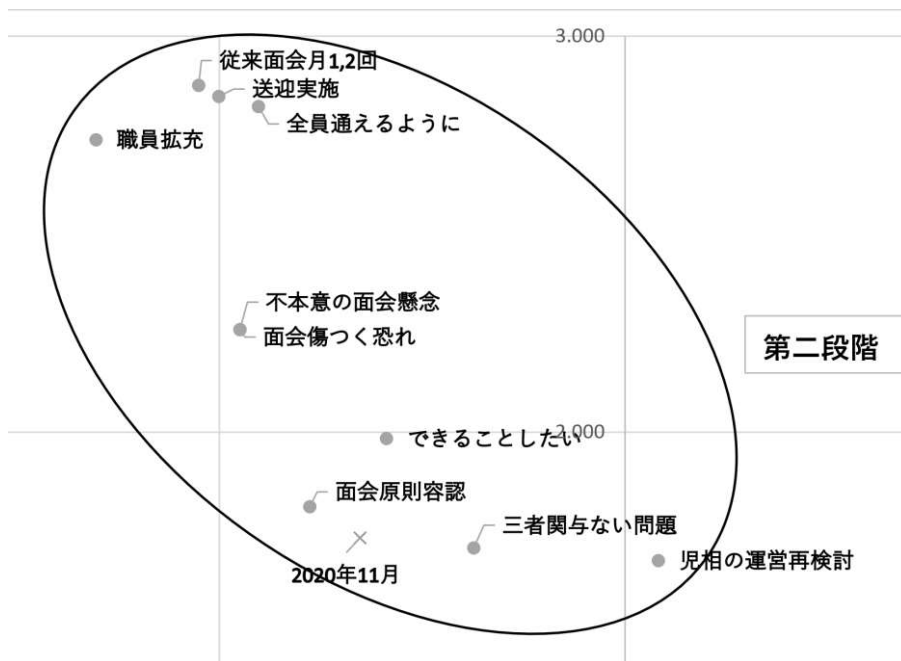 3.000
従来面会月1,2回
送迎実施
全員通えるように
職員拡充
不本意の面会懸念
面会傷つく恐れ
第二段階
できることしたい
2.000
面会原則容認
三者関与ない問題
2020年11月
児相の運営再検討